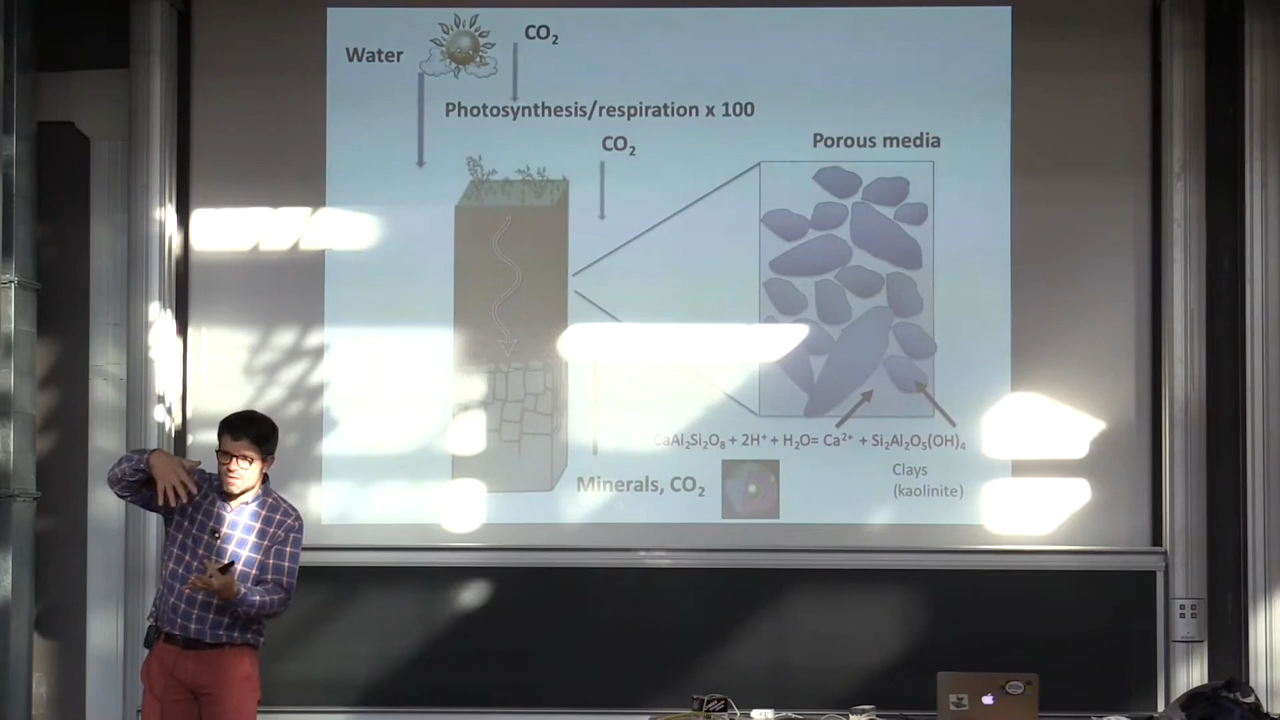 Water
CO₂
Photosynthesis/respiration x 100
CO₂
Porous media
CaAl₂Si₂O₈ + 2H⁺ + H₂O= Ca²⁺ + Si₂Al₂O₅(OH)₄
Clays
(kaolinite)
Minerals, CO₂